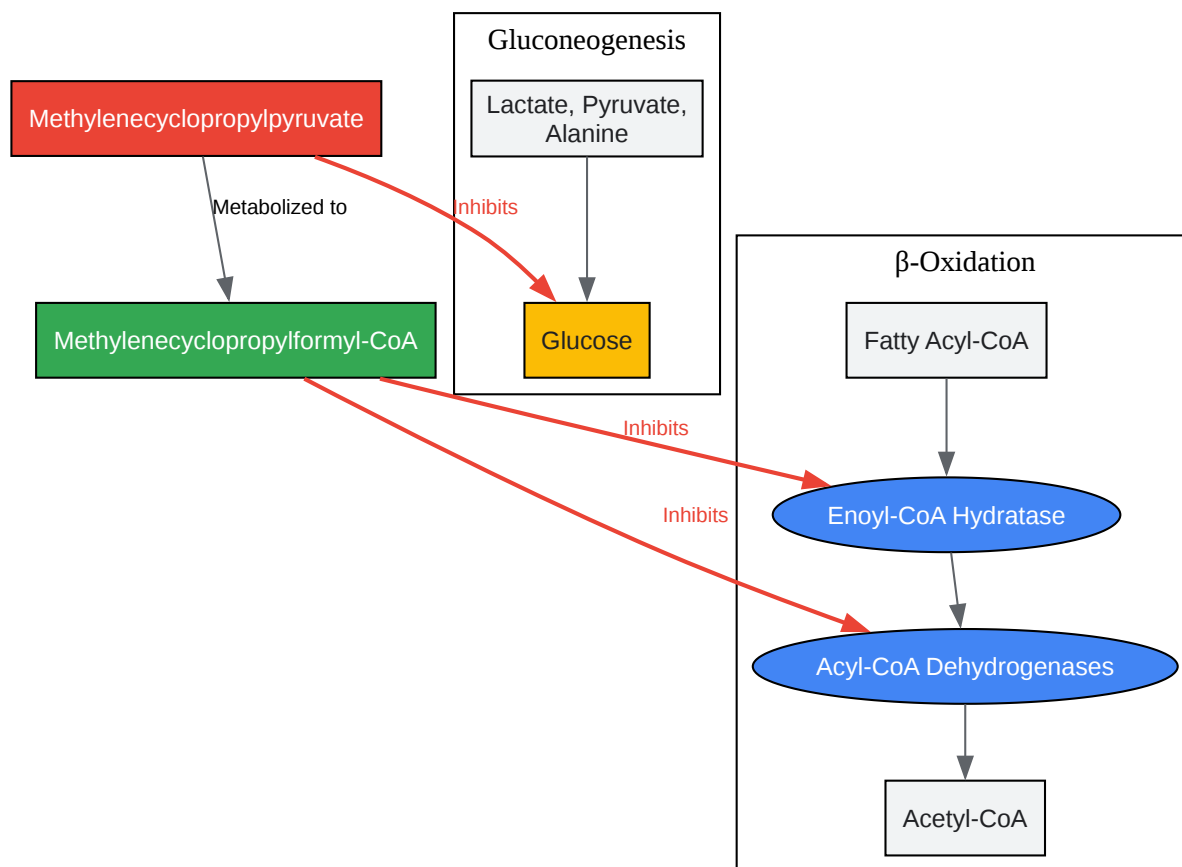 Gluconeogenesis
Methylenecyclopropylpyruvate
Lactate, Pyruvate,
Alanine
Metabolized to
Inhibits
β-Oxidation
Methylenecyclopropylformyl-CoA
Glucose
Fatty Acyl-CoA
Inhibits
Inhibits
Enoyl-CoA Hydratase
Acyl-CoA Dehydrogenases
Acetyl-CoA